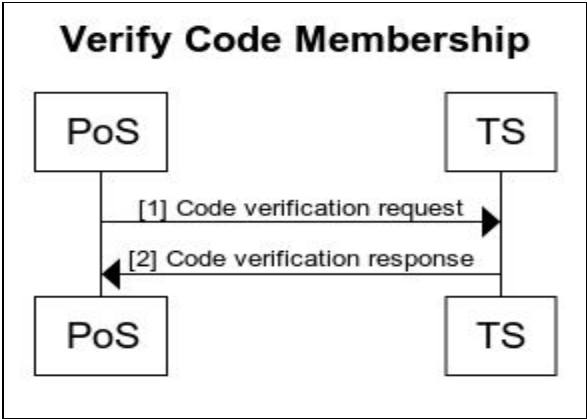 Verify Code Membership
PoS
TS
[1] Code verification request
[2] Code verification response
PoS
TS